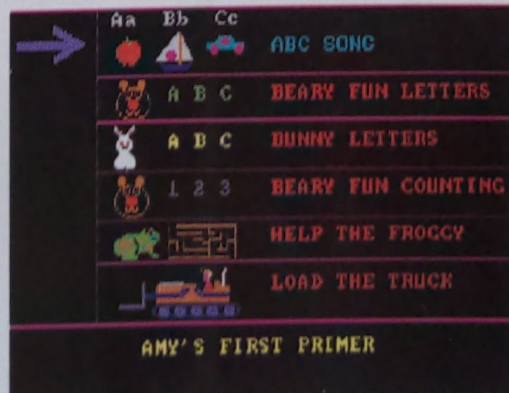 Aa Bb Cc
ABC SONG
A B C BEARY FUN LETTERS
A B C BUNNY LETTERS
1 2 3 BEARY FUN COUNTING
HELP THE FROGGY
LOAD THE TRUCK
AMY'S FIRST PRIMER